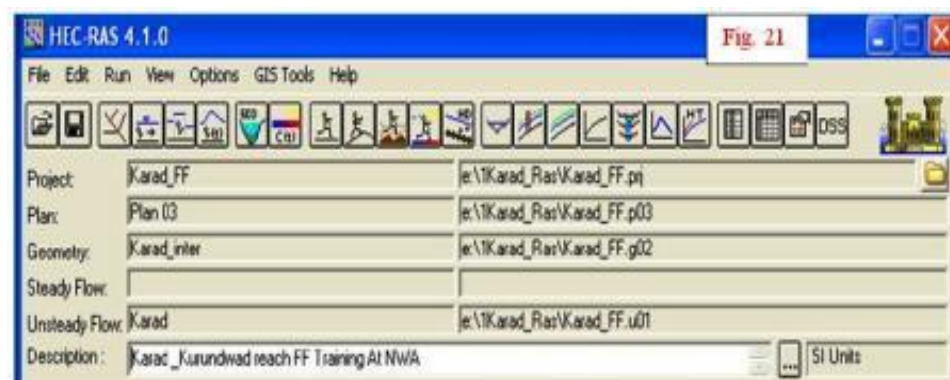 HEC-RAS 4.1.0
Fig. 21
File Edit Run View Options GIS Tools Help
DSS
Project: Karad_FF e:\1Karad_Ras\Karad_FF.prj
Plan: Plan 03 e:\1Karad_Ras\Karad_FF.p03
Geometry: Karad_inter e:\1Karad_Ras\Karad_FF.g02
Steady Flow:
Unsteady Flow: Karad e:\1Karad_Ras\Karad_FF.u01
Description : Karad _Kurundwad reach FF Training At NWA ... SI Units